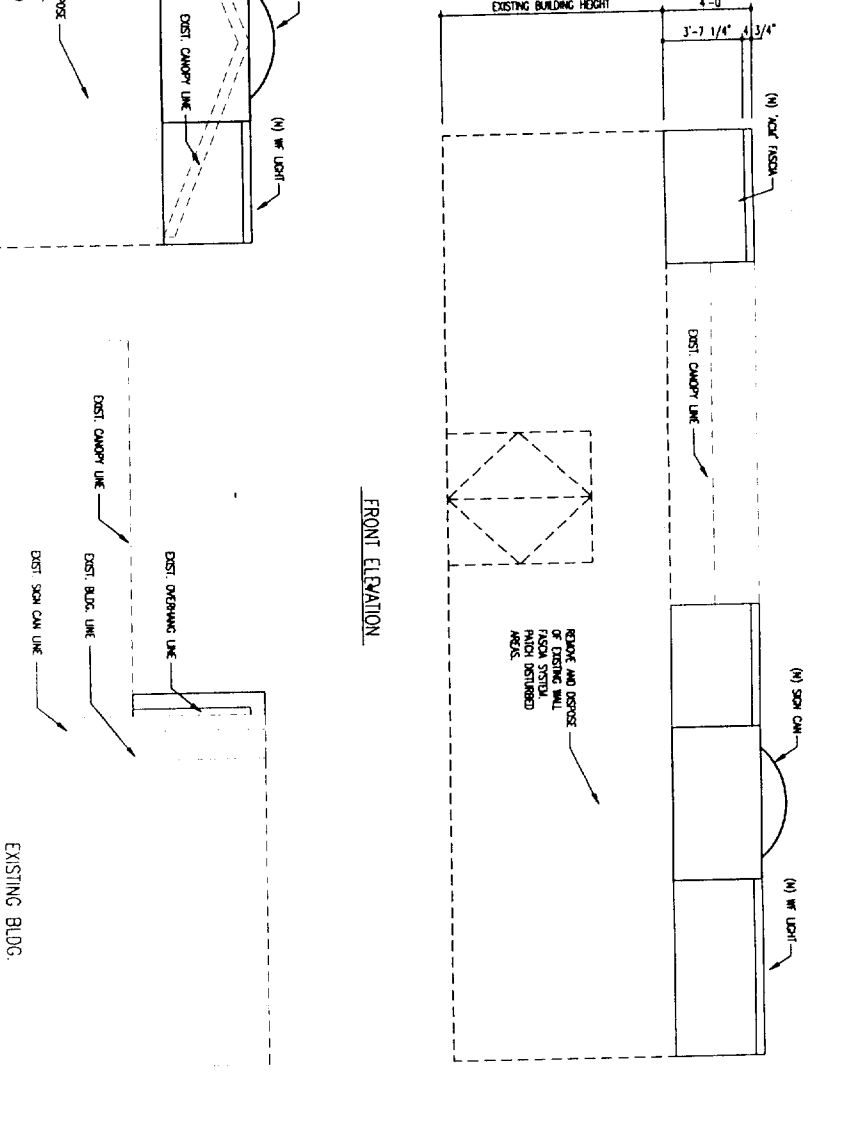 EXISTING BUILDING HEIGHT
4'-0
3'-7 1/4"
4 3/4"
(N) "ACM" FASCIA
EXIST. CANOPY LINE
(N) SIGN CAN
(N) WF LIGHT
REMOVE AND DISPOSE
OF EXISTING WALL
FASCIA SYSTEM.
PATCH DISTURBED
AREAS.
FRONT ELEVATION
EXIST. CANOPY LINE
(N) WF LIGHT
EXIST. CANOPY LINE
EXIST. OVERHANG LINE
EXIST. BLDG. LINE
EXIST. SIGN CAN LINE
EXISTING BLDG.